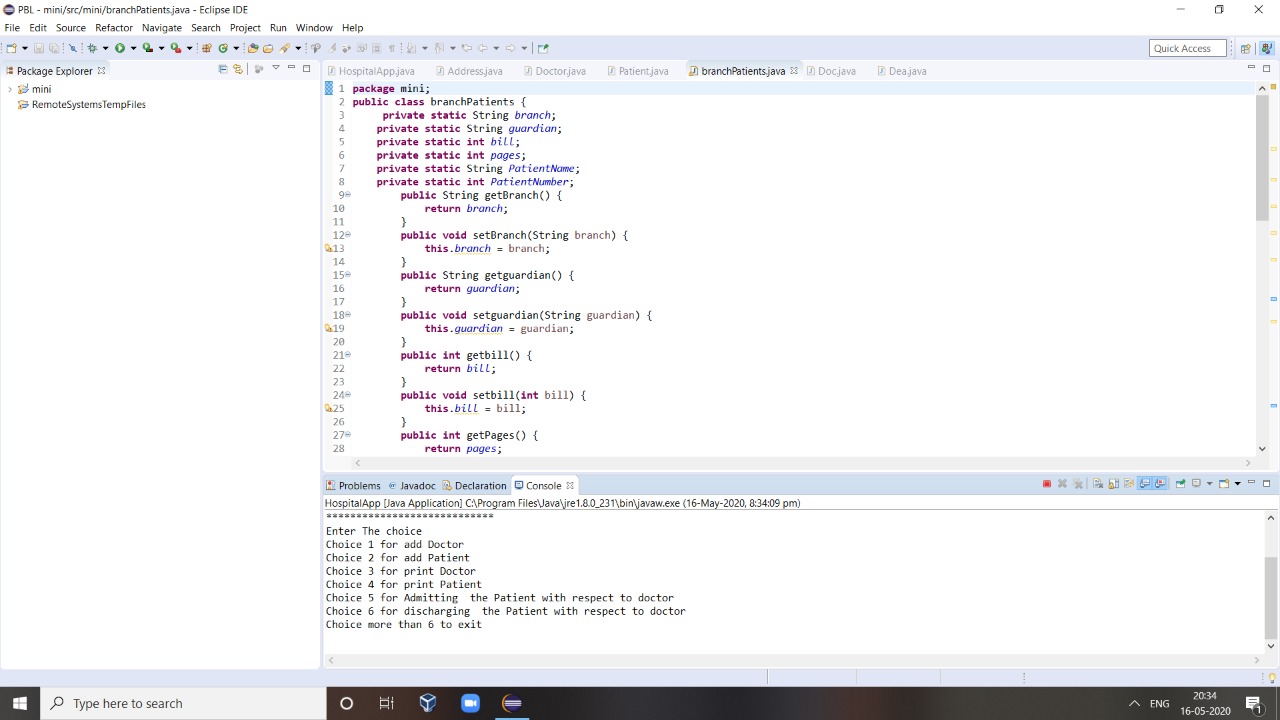 PBL - mini/src/mini/branchPatients.java - Eclipse IDE
File Edit Source Refactor Navigate Search Project Run Window Help
Quick Access
Package Explorer
mini
RemoteSystemsTempFiles
HospitalApp.java Address.java Doctor.java Patient.java branchPatients.java Doc.java Dea.java
1 package mini;
2 public class branchPatients {
3 private static String branch;
4 private static String guardian;
5 private static int bill;
6 private static int pages;
7 private static String PatientName;
8 private static int PatientNumber;
9 public String getBranch() {
10 return branch;
11 }
12 public void setBranch(String branch) {
13 this.branch = branch;
14 }
15 public String getguardian() {
16 return guardian;
17 }
18 public void setguardian(String guardian) {
19 this.guardian = guardian;
20 }
21 public int getbill() {
22 return bill;
23 }
24 public void setbill(int bill) {
25 this.bill = bill;
26 }
27 public int getPages() {
28 return pages;
Problems Javadoc Declaration Console
HospitalApp [Java Application] C:\Program Files\Java\jre1.8.0_231\bin\javaw.exe (16-May-2020, 8:34:09 pm)
****************************
Enter The choice
Choice 1 for add Doctor
Choice 2 for add Patient
Choice 3 for print Doctor
Choice 4 for print Patient
Choice 5 for Admitting  the Patient with respect to doctor
Choice 6 for discharging  the Patient with respect to doctor
Choice more than 6 to exit
Type here to search
ENG
20:34
16-05-2020
1